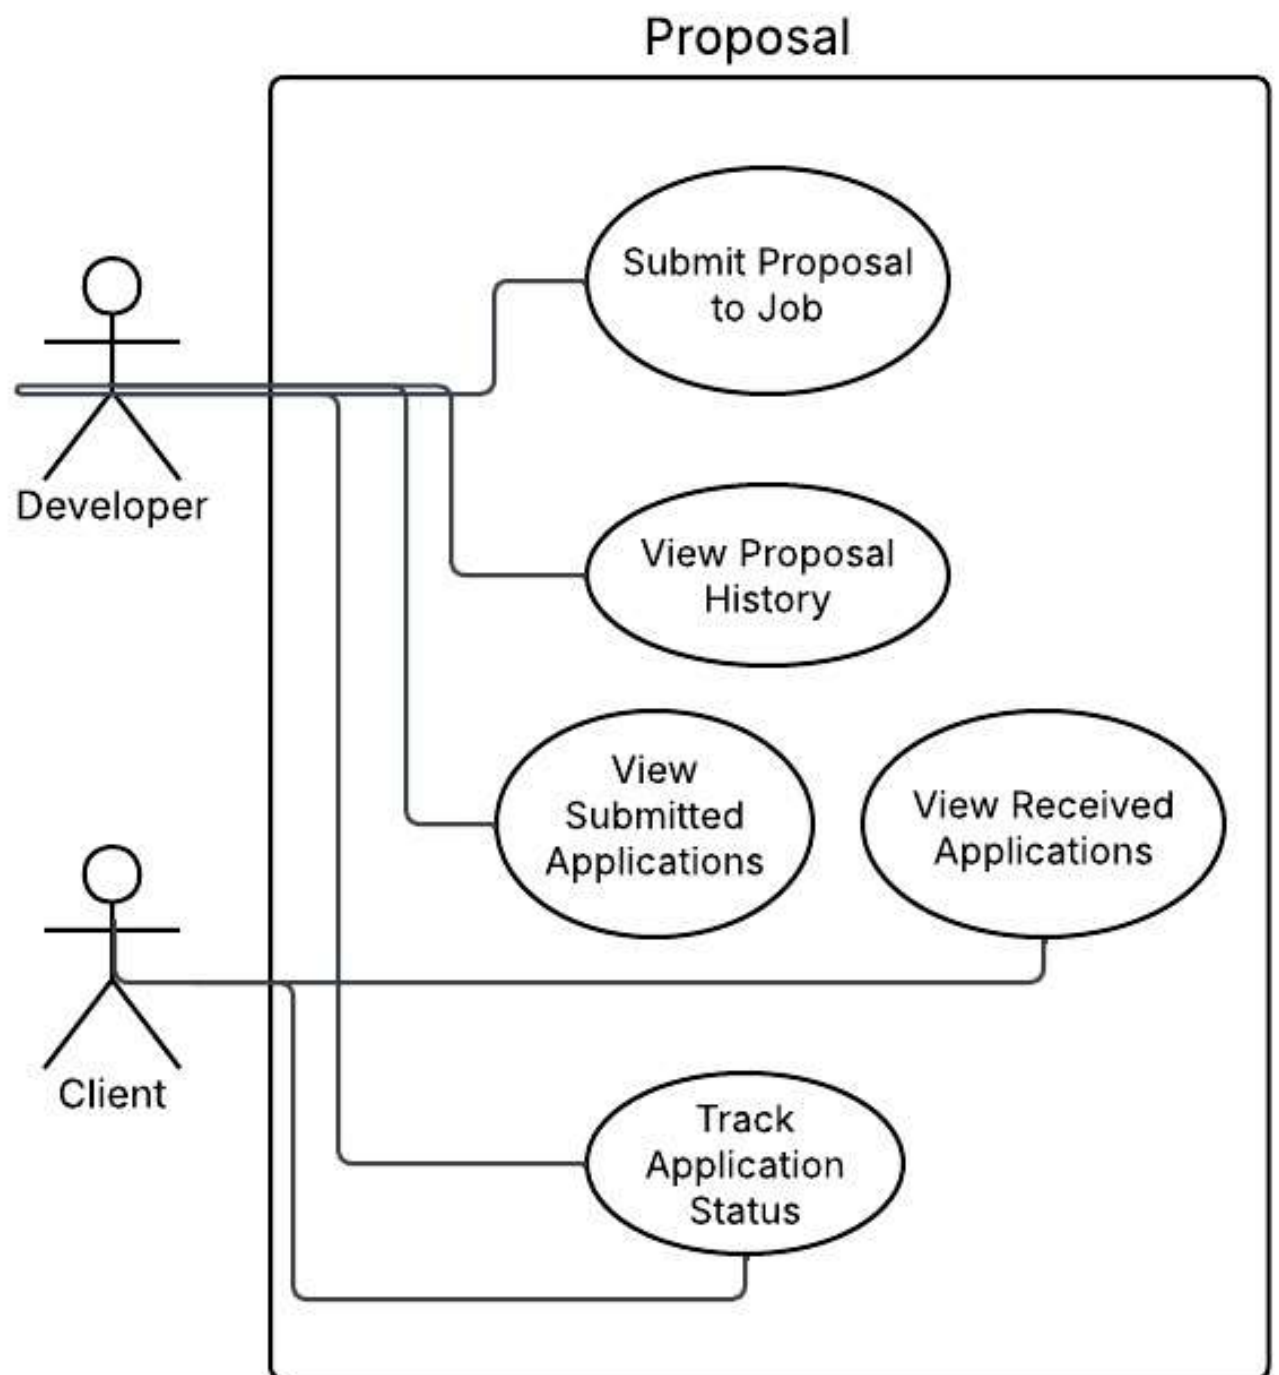 Proposal
Submit Proposal
to Job
Developer
View Proposal
History
View
Submitted
Applications
View Received
Applications
Client
Track
Application
Status